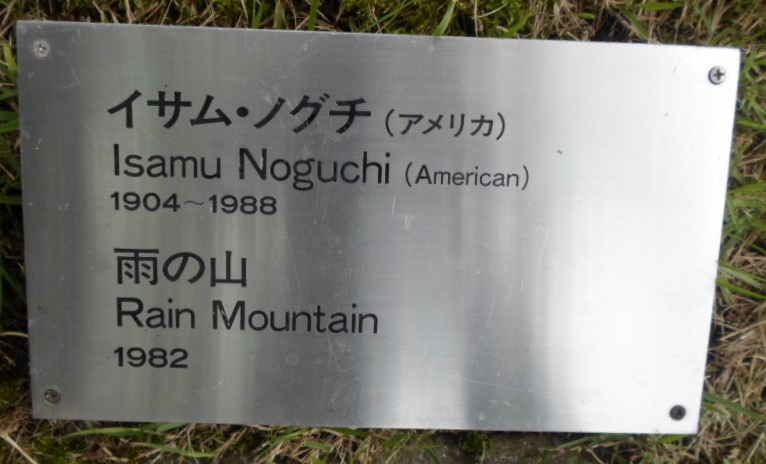 イサム・ノグチ（アメリカ）
Isamu Noguchi (American)
1904～1988
雨の山
Rain Mountain
1982